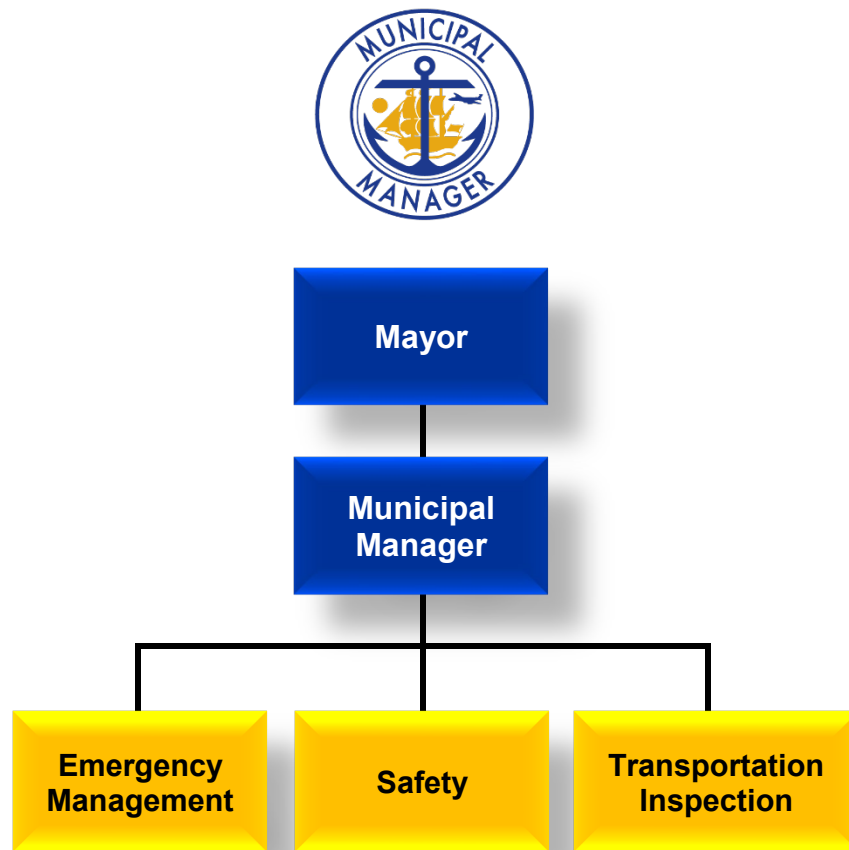 MUNICIPAL
MANAGER
Mayor
Municipal
Manager
Emergency
Management
Safety
Transportation
Inspection